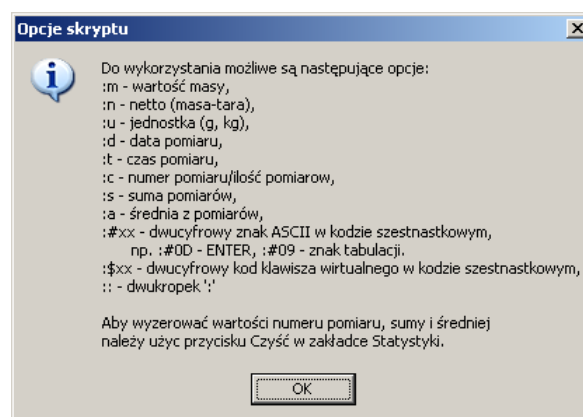 Opcje skryptu
Do wykorzystania możliwe są następujące opcje:
:m - wartość masy,
:n - netto (masa-tara),
:u - jednostka (g, kg),
:d - data pomiaru,
:t - czas pomiaru,
:c - numer pomiaru/ilość pomiarow,
:s - suma pomiarów,
:a - średnia z pomiarów,
:#xx - dwucyfrowy znak ASCII w kodzie szestnastkowym,
np. :#0D - ENTER, :#09 - znak tabulacji.
:$xx - dwucyfrowy kod klawisza wirtualnego w kodzie szestnastkowym,
:: - dwukropek ':'
Aby wyzerować wartości numeru pomiaru, sumy i średniej
należy użyc przycisku Czyść w zakładce Statystyki.
OK